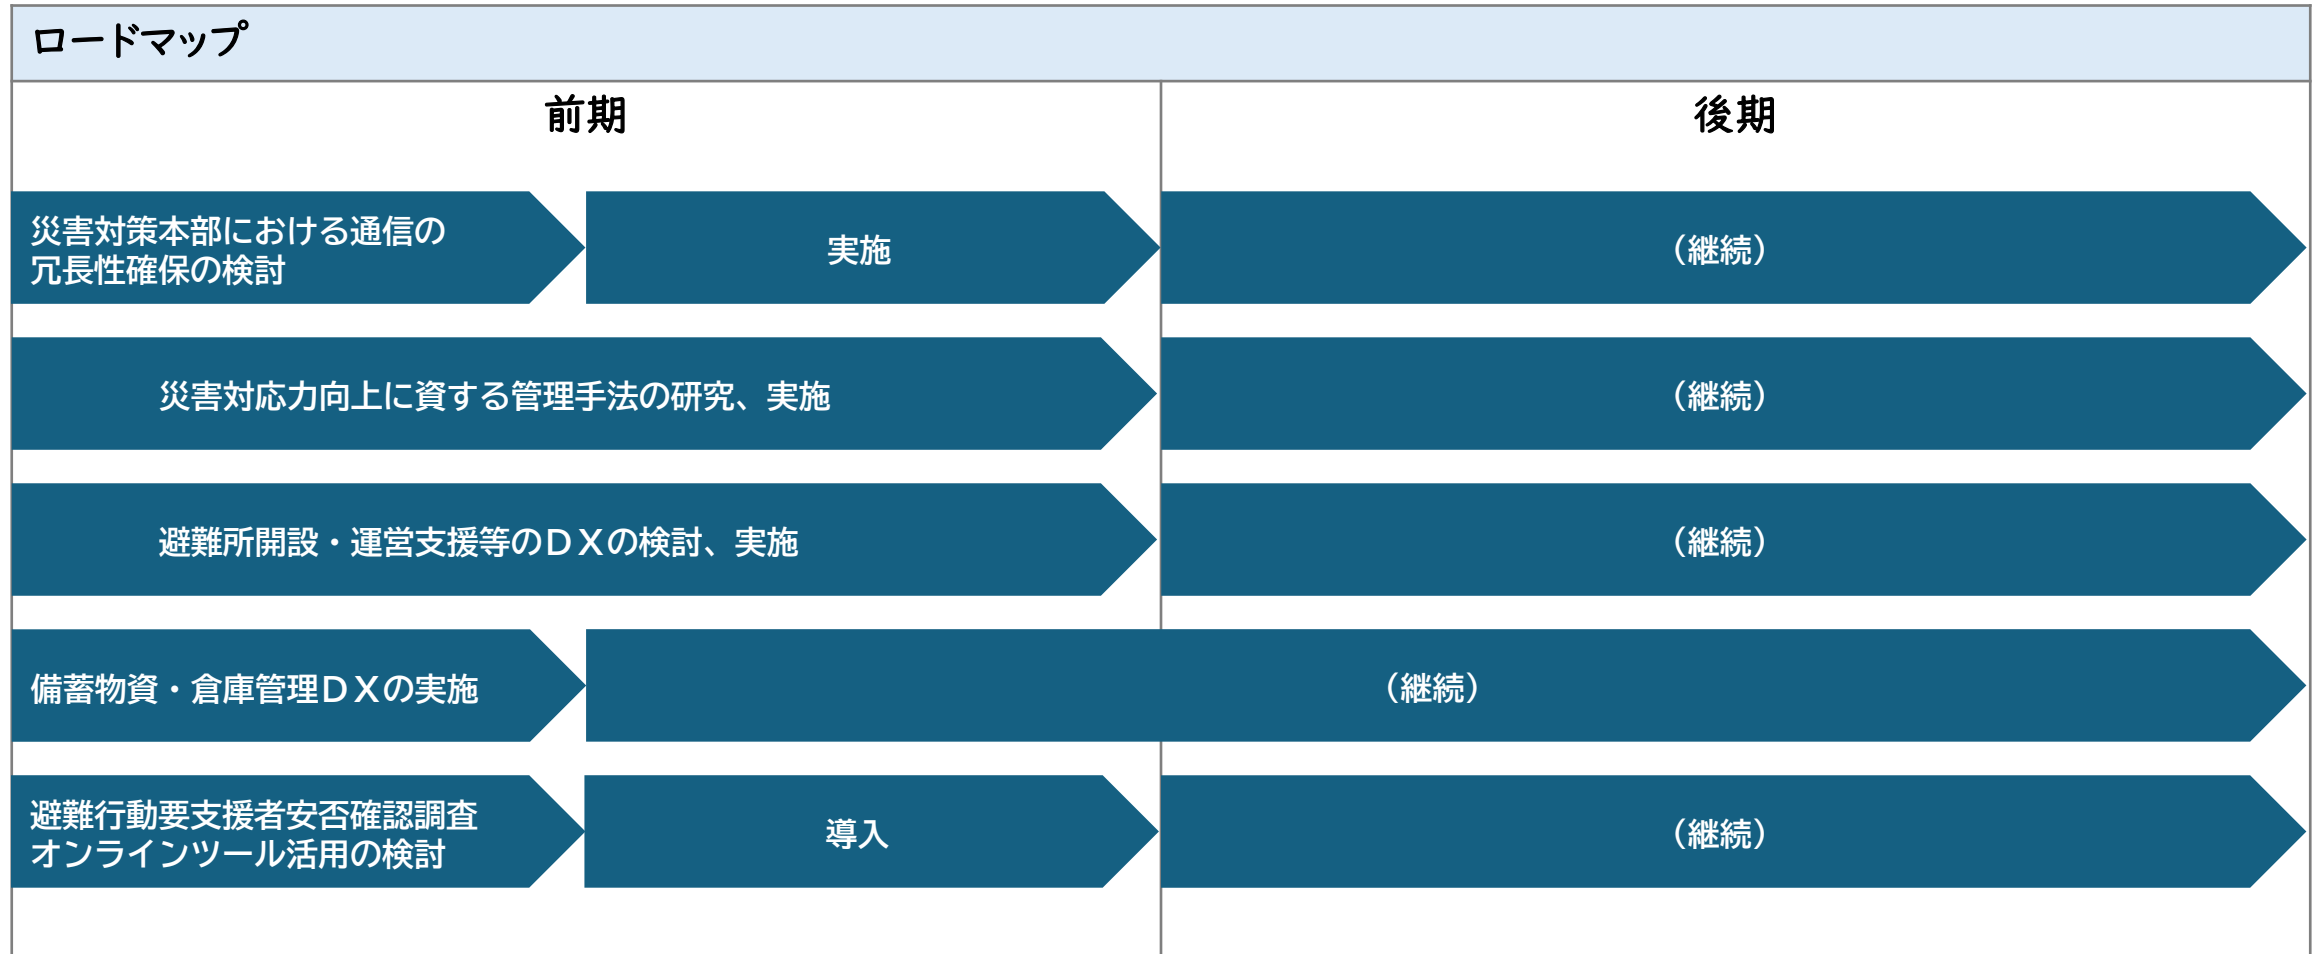 ロードマップ
前期
後期
災害対策本部における通信の
冗長性確保の検討
実施
（継続）
災害対応力向上に資する管理手法の研究、実施
（継続）
避難所開設・運営支援等のＤＸの検討、実施
（継続）
備蓄物資・倉庫管理ＤＸの実施
（継続）
避難行動要支援者安否確認調査
オンラインツール活用の検討
導入
（継続）